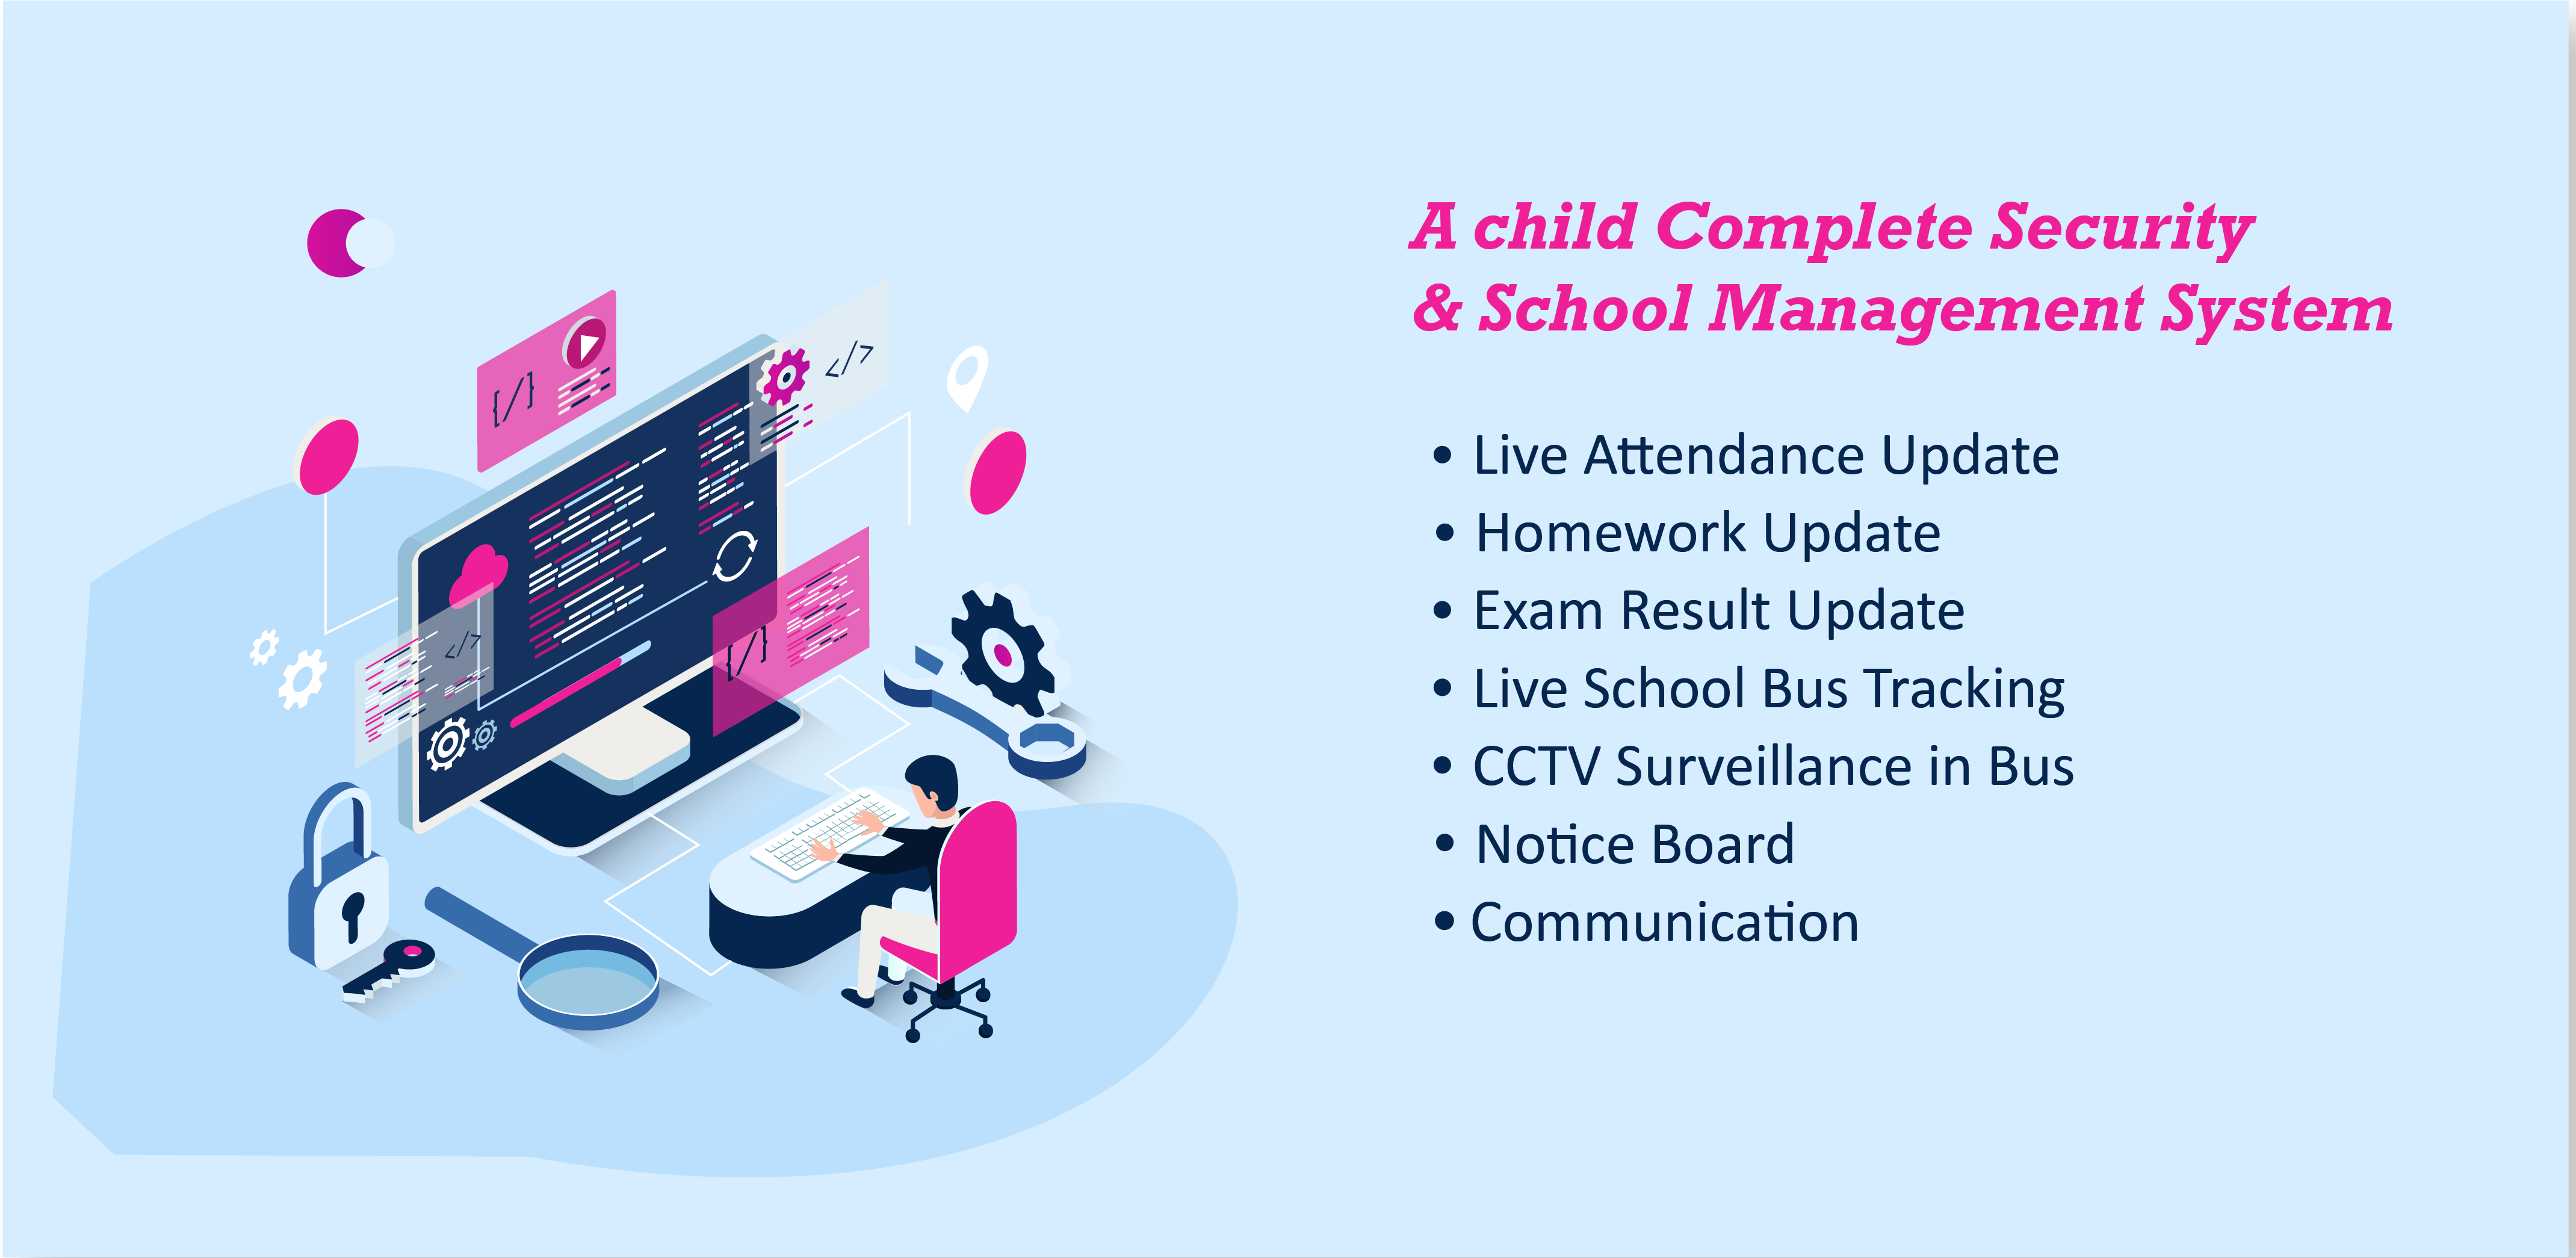 A child Complete Security
& School Management System
• Live Attendance Update
• Homework Update
• Exam Result Update
• Live School Bus Tracking
• CCTV Surveillance in Bus
• Notice Board
• Communication
[/}
</>
</>
[/}